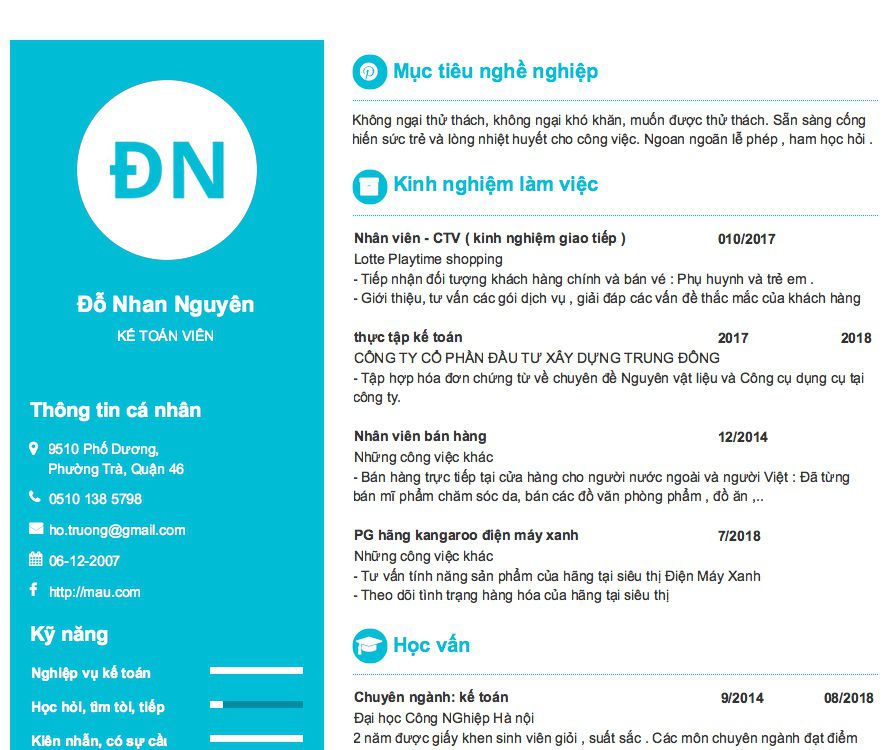 ĐN
Đỗ Nhan Nguyên
KẾ TOÁN VIÊN
Thông tin cá nhân
9510 Phố Dương,
Phường Trà, Quận 46
0510 138 5798
ho.truong@gmail.com
06-12-2007
http://mau.com
Kỹ năng
Nghiệp vụ kế toán
Học hỏi, tìm tòi, tiếp
Kiên nhẫn, có sự cầ
Mục tiêu nghề nghiệp
Không ngại thử thách, không ngại khó khăn, muốn được thử thách. Sẵn sàng cống
hiến sức trẻ và lòng nhiệt huyết cho công việc. Ngoan ngoãn lễ phép , ham học hỏi .
Kinh nghiệm làm việc
Nhân viên - CTV ( kinh nghiệm giao tiếp ) 010/2017
Lotte Playtime shopping
- Tiếp nhận đối tượng khách hàng chính và bán vé : Phụ huynh và trẻ em .
- Giới thiệu, tư vấn các gói dịch vụ , giải đáp các vấn đề thắc mắc của khách hàng
thực tập kế toán 2017 2018
CÔNG TY CỔ PHẦN ĐẦU TƯ XÂY DỰNG TRUNG ĐÔNG
- Tập hợp hóa đơn chứng từ về chuyên đề Nguyên vật liệu và Công cụ dụng cụ tại
công ty.
Nhân viên bán hàng 12/2014
Những công việc khác
- Bán hàng trực tiếp tại cửa hàng cho người nước ngoài và người Việt : Đã từng
bán mĩ phẩm chăm sóc da, bán các đồ văn phòng phẩm , đồ ăn ,..
PG hãng kangaroo điện máy xanh 7/2018
Những công việc khác
- Tư vấn tính năng sản phẩm của hãng tại siêu thị Điện Máy Xanh
- Theo dõi tình trạng hàng hóa của hãng tại siêu thị
Học vấn
Chuyên ngành: kế toán 9/2014 08/2018
Đại học Công NGhiệp Hà nội
2 năm được giấy khen sinh viên giỏi , suất sắc . Các môn chuyên ngành đạt điểm